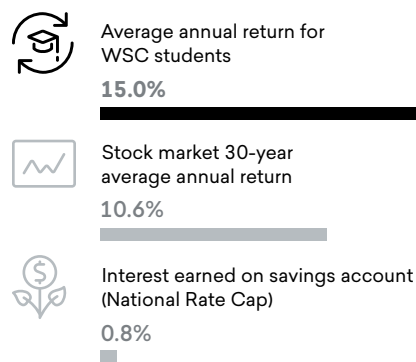 Average annual return for
WSC students
15.0%
Stock market 30-year
average annual return
10.6%
$
Interest earned on savings account
(National Rate Cap)
0.8%